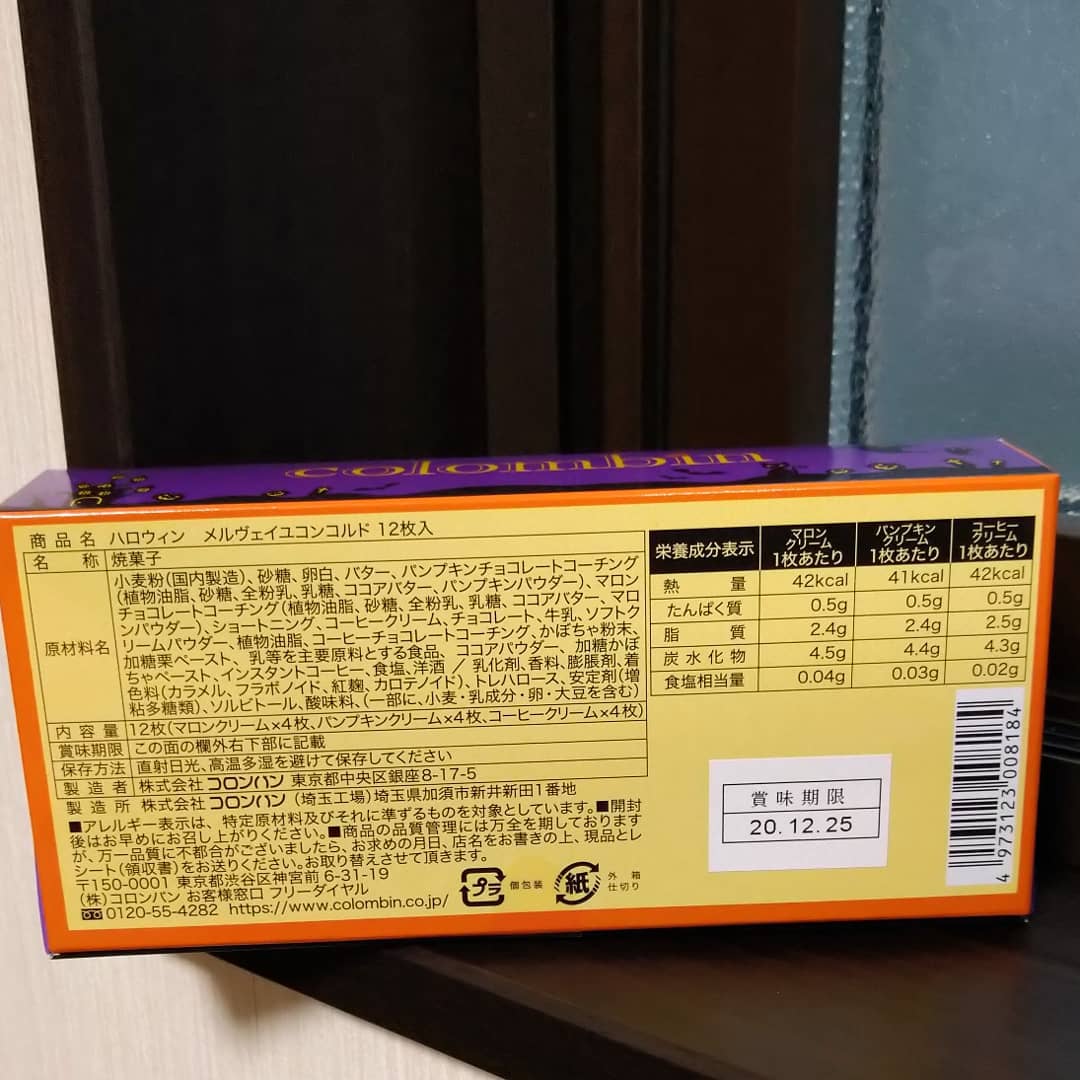 colombin
商品名 ハロウィン メルヴェイユコンコルド 12枚入
名称 焼菓子
原材料名
小麦粉(国内製造)、砂糖、卵白、バター、パンプキンチョコレートコーチング
(植物油脂、砂糖、全粉乳、乳糖、ココアバター、パンプキンパウダー)、マロン
チョコレートコーチング(植物油脂、砂糖、全粉乳、乳糖、ココアバター、マロ
ンパウダー)、ショートニング、コーヒークリーム、チョコレート、牛乳、ソフトク
リームパウダー、植物油脂、コーヒーチョコレートコーチング、かぼちゃ粉末、
加糖栗ペースト、乳等を主要原料とする食品、ココアパウダー、加糖かぼ
ちゃペースト、インスタントコーヒー、食塩、洋酒／乳化剤、香料、膨脹剤、着
色料(カラメル、フラボノイド、紅麹、カロテノイド)、トレハロース、安定剤(増
粘多糖類)、ソルビトール、酸味料、(一部に、小麦・乳成分・卵・大豆を含む)
内容量 12枚(マロンクリーム×4枚、パンプキンクリーム×4枚、コーヒークリーム×4枚)
賞味期限 この面の欄外右下部に記載
保存方法 直射日光、高温多湿を避けて保存してください
製造者 株式会社 コロンバン 東京都中央区銀座8-17-5
製造所 株式会社 コロンバン (埼玉工場)埼玉県加須市新井新田1番地
■アレルギー表示は、特定原材料及びそれに準ずるものを対象としています。■開封
後はお早めにお召し上がりください。■商品の品質管理には万全を期しております
が、万一品質に不都合がございましたら、お求めの月日、店名をお書きの上、現品とレ
シート(領収書)をお送りください。お取り替えさせて頂きます。
〒150-0001 東京都渋谷区神宮前 6-31-19
(株)コロンバン お客様窓口 フリーダイヤル
0120-55-4282 https://www.colombin.co.jp/
プラ 個包装
紙 外箱
仕切り
栄養成分表示 マロンクリーム1枚あたり パンプキンクリーム1枚あたり コーヒークリーム1枚あたり
熱量 42kcal 41kcal 42kcal
たんぱく質 0.5g 0.5g 0.5g
脂質 2.4g 2.4g 2.5g
炭水化物 4.5g 4.4g 4.3g
食塩相当量 0.04g 0.03g 0.02g
賞味期限
20.12.25
4973123008184